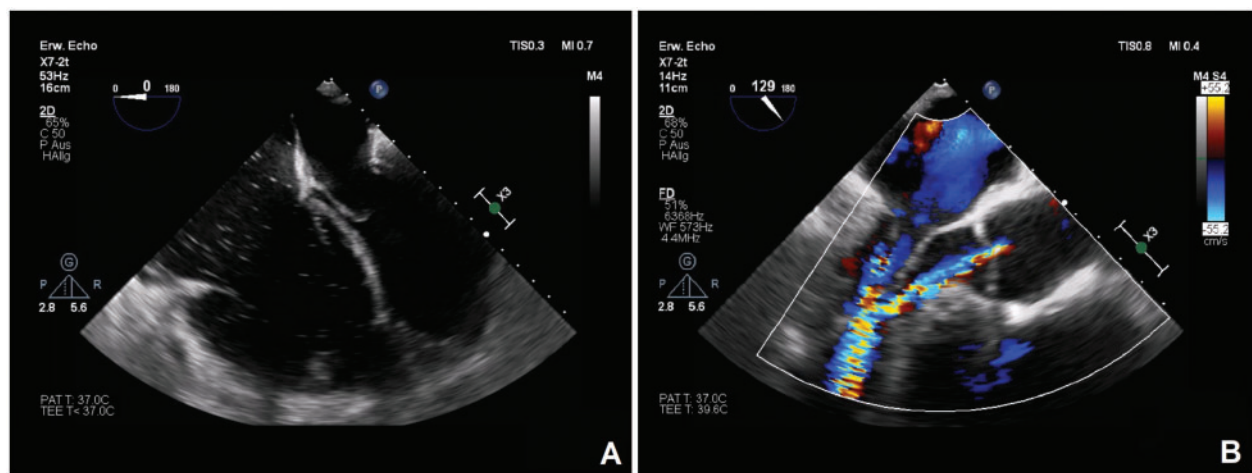 Erw. Echo
X7-2t
53Hz
16cm
TIS0.3 MI 0.7
M4
0 0 180
P
2D
65%
C 50
P Aus
HAllg
X3
G
P R
2.8 5.6
PAT T: 37.0C
TEE T< 37.0C
A
Erw. Echo
X7-2t
14Hz
11cm
TIS0.8 MI 0.4
M4 S4
+55.2
0 129 180
P
2D
68%
C 50
P Aus
HAllg
FD
51%
6368Hz
WF 573Hz
4.4MHz
-55.2
cm/s
X3
G
P R
2.8 5.6
PAT T: 37.0C
TEE T: 39.6C
B